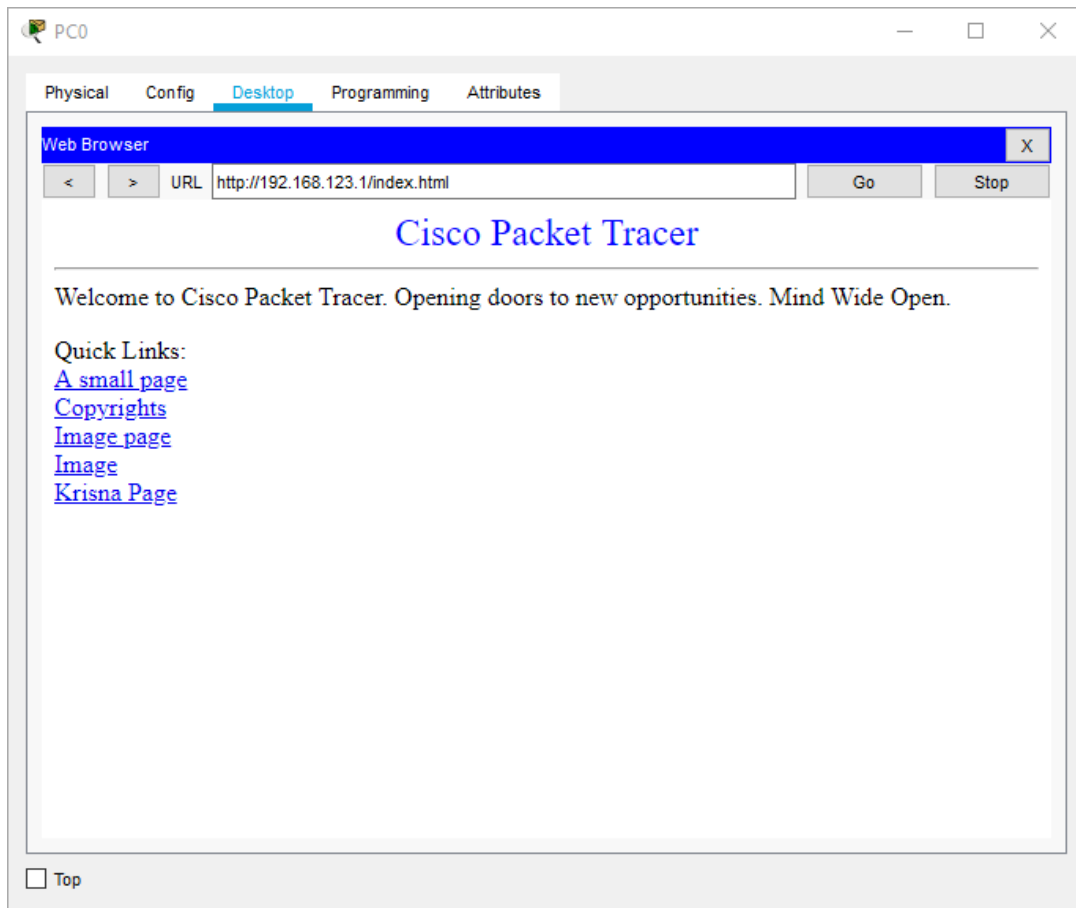 PC0
Physical Config Desktop Programming Attributes
Web Browser X
< > URL http://192.168.123.1/index.html Go Stop
Cisco Packet Tracer
Welcome to Cisco Packet Tracer. Opening doors to new opportunities. Mind Wide Open.
Quick Links:
A small page
Copyrights
Image page
Image
Krisna Page
Top